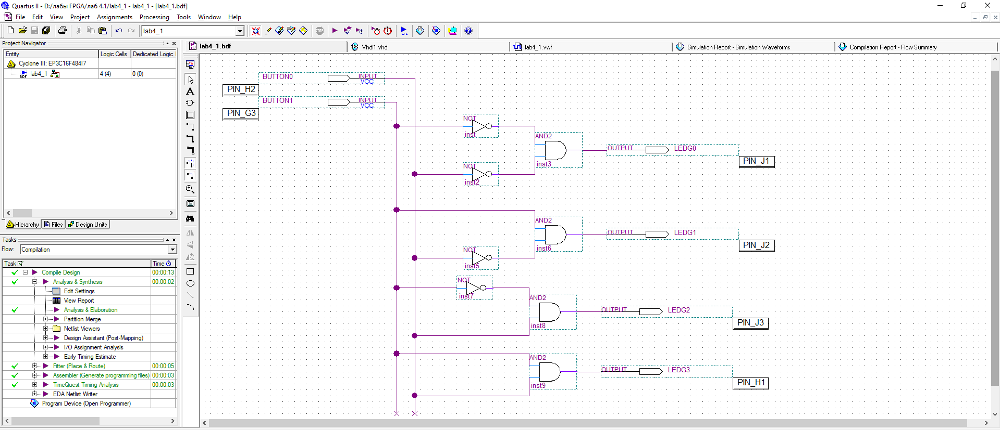 Quartus II - D:/лабы FPGA/лаб 4.1/lab4_1 - lab4_1 - [lab4_1.bdf]
File Edit View Project Assignments Processing Tools Window Help
lab4_1
STOP
Project Navigator
Entity Logic Cells Dedicated Logic
Cyclone III: EP3C16F484I7
BDF lab4_1 4 (4) 0 (0)
Hierarchy Files Design Units
Tasks
Flow: Compilation
Task Time
Compile Design 00:00:13
Analysis & Synthesis 00:00:02
Edit Settings
View Report
Analysis & Elaboration
Partition Merge
Netlist Viewers
Design Assistant (Post-Mapping)
I/O Assignment Analysis
Early Timing Estimate
Fitter (Place & Route) 00:00:05
Assembler (Generate programming files) 00:00:03
TimeQuest Timing Analysis 00:00:03
EDA Netlist Writer
Program Device (Open Programmer)
lab4_1.bdf Vhdl1.vhd lab4_1.vwf Simulation Report - Simulation Waveforms Compilation Report - Flow Summary
BUTTON0 INPUT
VCC
PIN_H2
BUTTON1 INPUT
VCC
PIN_G3
NOT
inst
AND2
inst3
OUTPUT LEDG0
PIN_J1
NOT
inst2
AND2
inst6
OUTPUT LEDG1
PIN_J2
NOT
inst5
NOT
inst7
AND2
inst8
OUTPUT LEDG2
PIN_J3
AND2
inst9
OUTPUT LEDG3
PIN_H1